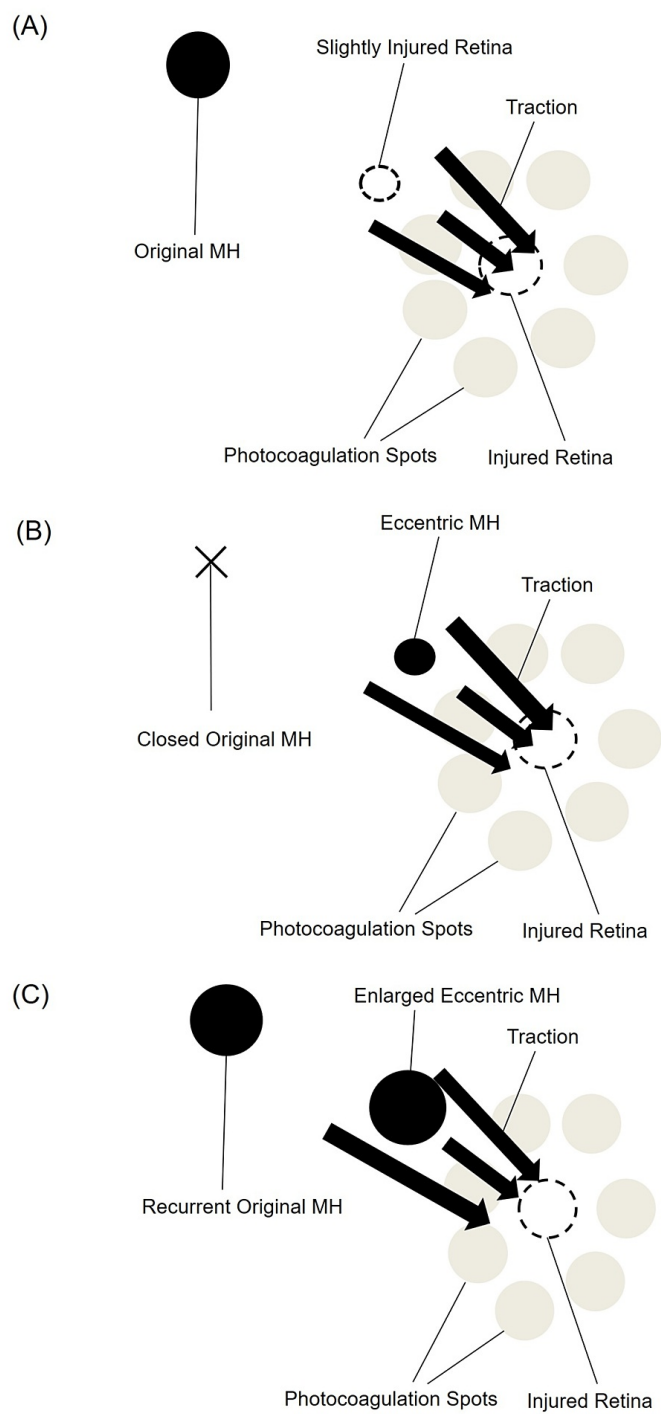 (A)
Slightly Injured Retina
Traction
Original MH
Photocoagulation Spots
Injured Retina
(B)
Eccentric MH
Traction
Closed Original MH
Photocoagulation Spots
Injured Retina
(C)
Enlarged Eccentric MH
Traction
Recurrent Original MH
Photocoagulation Spots
Injured Retina